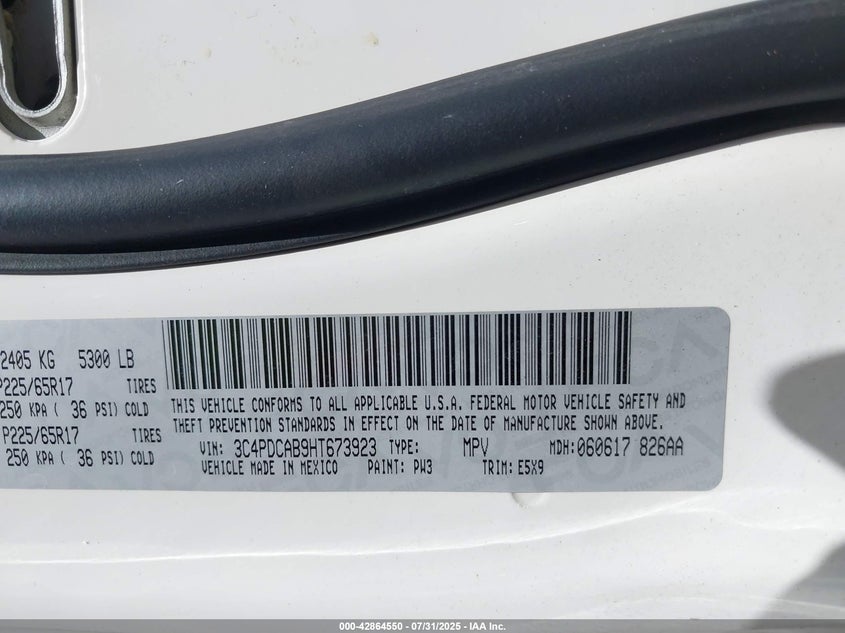 2405 KG 5300 LB
P225/65R17 TIRES
250 KPA ( 36 PSI) COLD
P225/65R17 TIRES
250 KPA ( 36 PSI) COLD
THIS VEHICLE CONFORMS TO ALL APPLICABLE U.S.A. FEDERAL MOTOR VEHICLE SAFETY AND
THEFT PREVENTION STANDARDS IN EFFECT ON THE DATE OF MANUFACTURE SHOWN ABOVE.
VIN: 3C4PDCAB9HT673923 TYPE: MPV MDH: 060617 826AA
VEHICLE MADE IN MEXICO PAINT: PW3 TRIM: E5X9
000-42864550 - 07/31/2025 - IAA Inc.